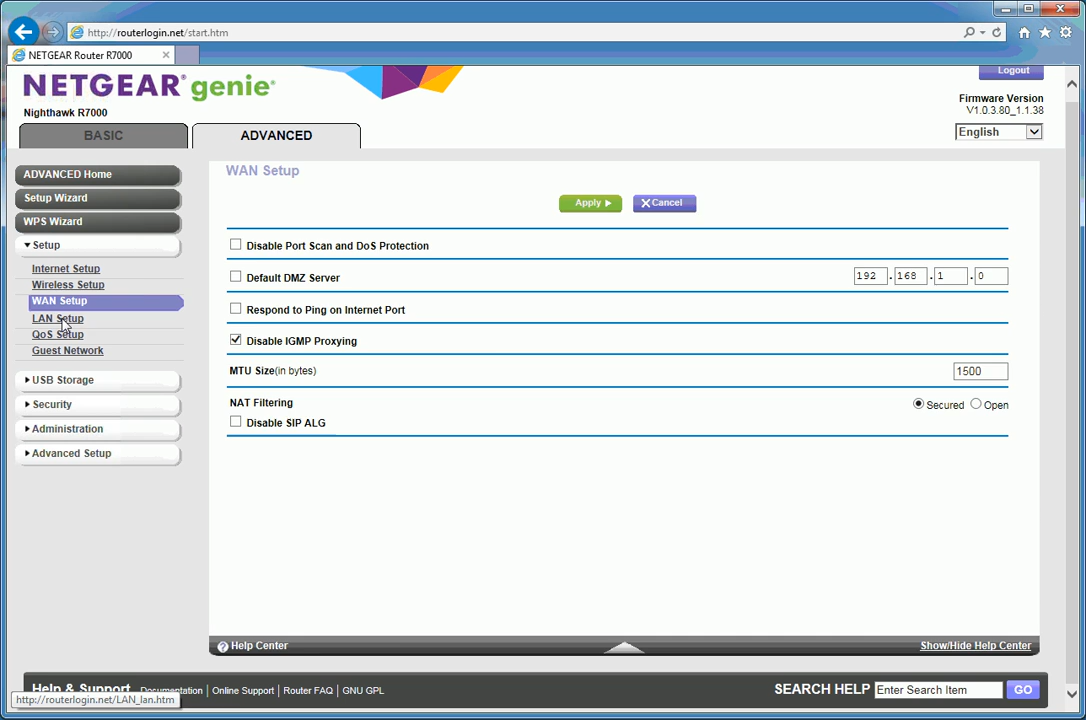 http://routerlogin.net/start.htm
NETGEAR Router R7000
NETGEAR® genie®
Logout
Nighthawk R7000
Firmware Version
V1.0.3.80_1.1.38
English
BASIC
ADVANCED
ADVANCED Home
Setup Wizard
WPS Wizard
Setup
Internet Setup
Wireless Setup
WAN Setup
LAN Setup
QoS Setup
Guest Network
USB Storage
Security
Administration
Advanced Setup
WAN Setup
Apply
Cancel
Disable Port Scan and DoS Protection
Default DMZ Server 192 . 168 . 1 . 0
Respond to Ping on Internet Port
Disable IGMP Proxying
MTU Size(in bytes) 1500
NAT Filtering Secured Open
Disable SIP ALG
Help Center
Show/Hide Help Center
Help & Support Documentation | Online Support | Router FAQ | GNU GPL
SEARCH HELP Enter Search Item GO
http://routerlogin.net/LAN_lan.htm